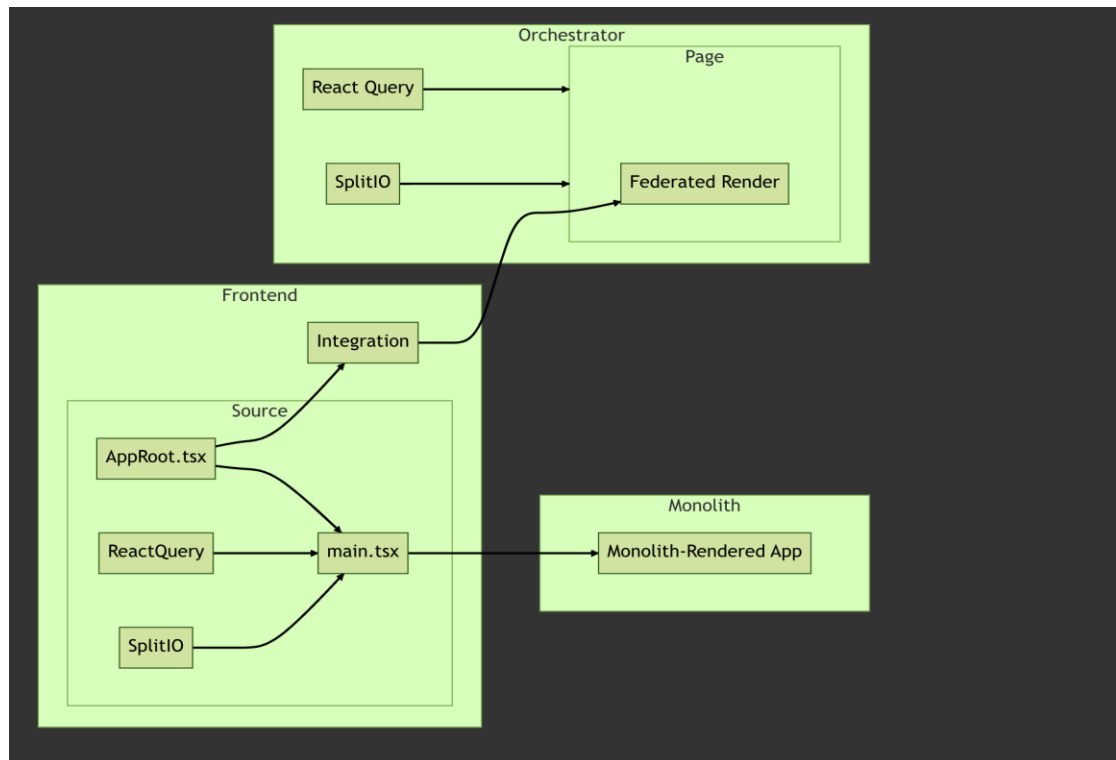 Orchestrator
Page
React Query
SplitIO
Federated Render
Frontend
Integration
Source
AppRoot.tsx
ReactQuery
main.tsx
SplitIO
Monolith
Monolith-Rendered App